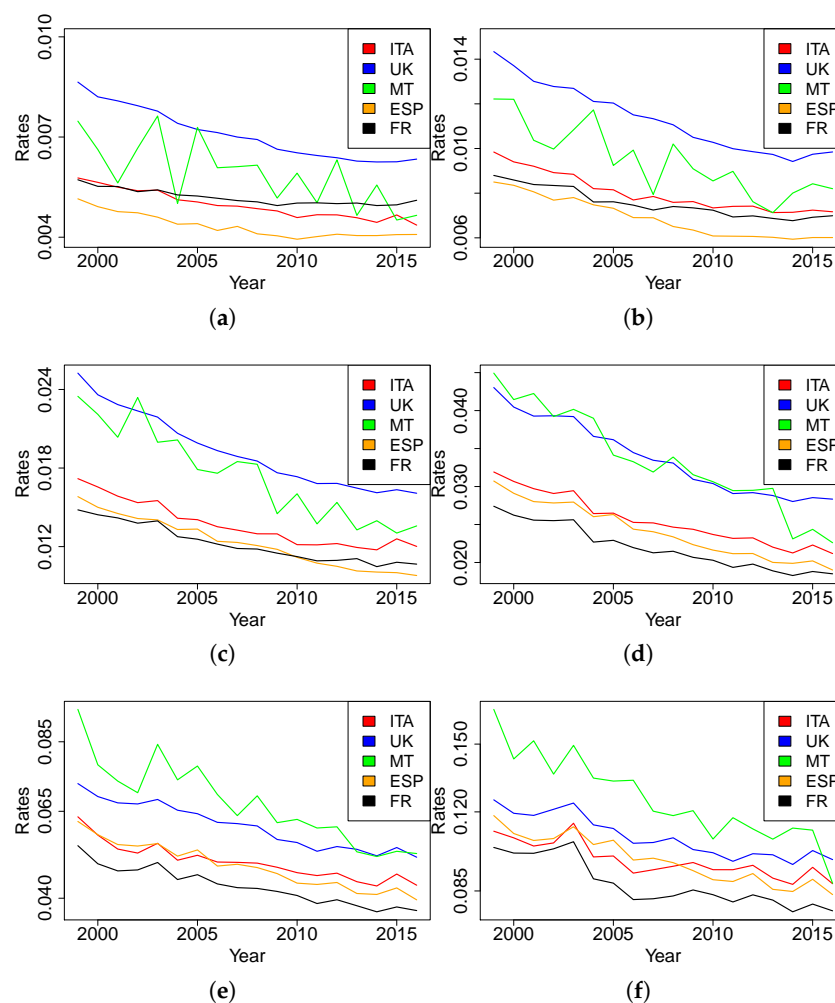 0.010
0.007
0.004
Rates
ITA
UK
MT
ESP
FR
2000 2005 2010 2015
Year
(a)
0.014
0.010
0.006
Rates
ITA
UK
MT
ESP
FR
2000 2005 2010 2015
Year
(b)
0.024
0.018
0.012
Rates
ITA
UK
MT
ESP
FR
2000 2005 2010 2015
Year
(c)
0.040
0.030
0.020
Rates
ITA
UK
MT
ESP
FR
2000 2005 2010 2015
Year
(d)
0.085
0.065
0.040
Rates
ITA
UK
MT
ESP
FR
2000 2005 2010 2015
Year
(e)
0.150
0.120
0.085
Rates
ITA
UK
MT
ESP
FR
2000 2005 2010 2015
Year
(f)